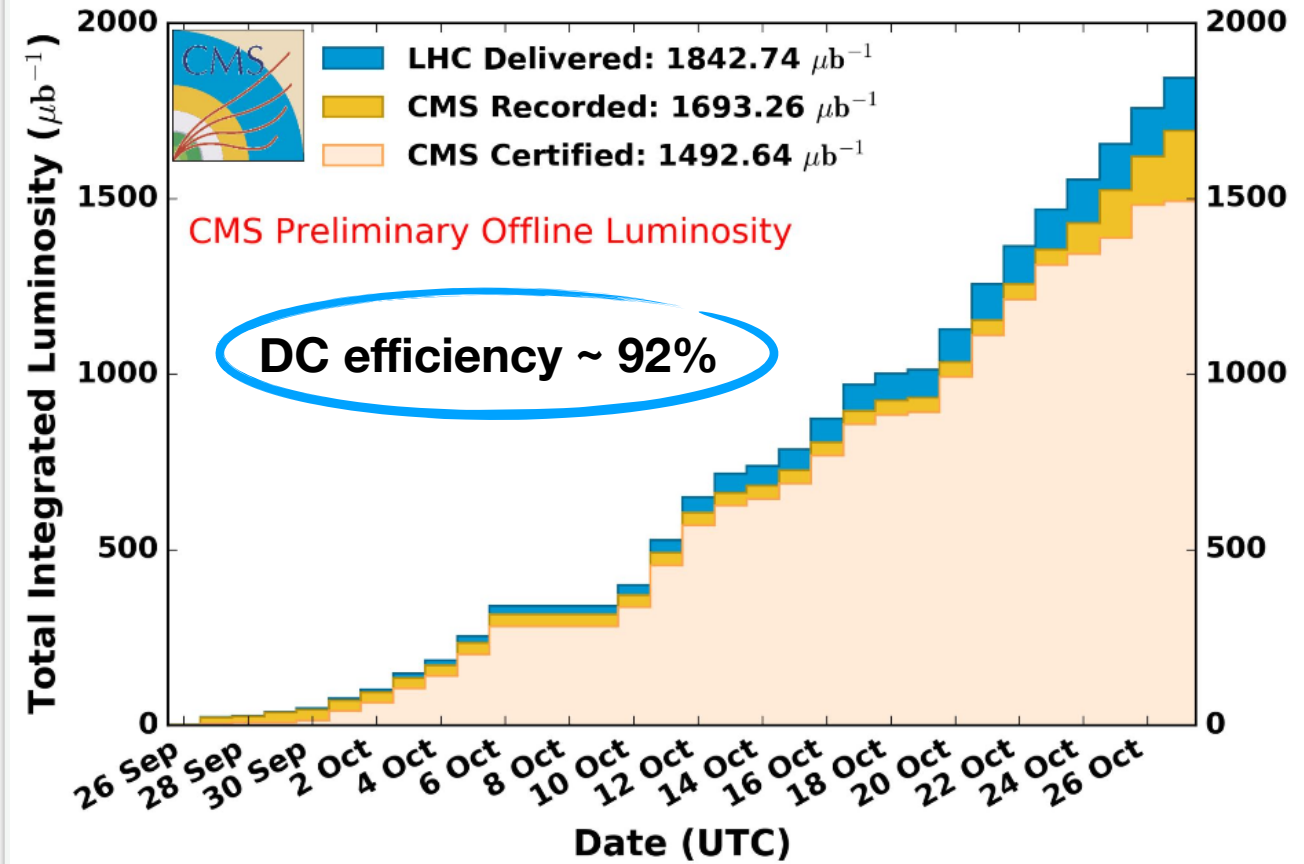 Total Integrated Luminosity (μb⁻¹)
2000
1500
1000
500
0
CMS
LHC Delivered: 1842.74 μb⁻¹
CMS Recorded: 1693.26 μb⁻¹
CMS Certified: 1492.64 μb⁻¹
CMS Preliminary Offline Luminosity
DC efficiency ~ 92%
2000
1500
1000
500
0
26 Sep
28 Sep
30 Sep
2 Oct
4 Oct
6 Oct
8 Oct
10 Oct
12 Oct
14 Oct
16 Oct
18 Oct
20 Oct
22 Oct
24 Oct
26 Oct
Date (UTC)